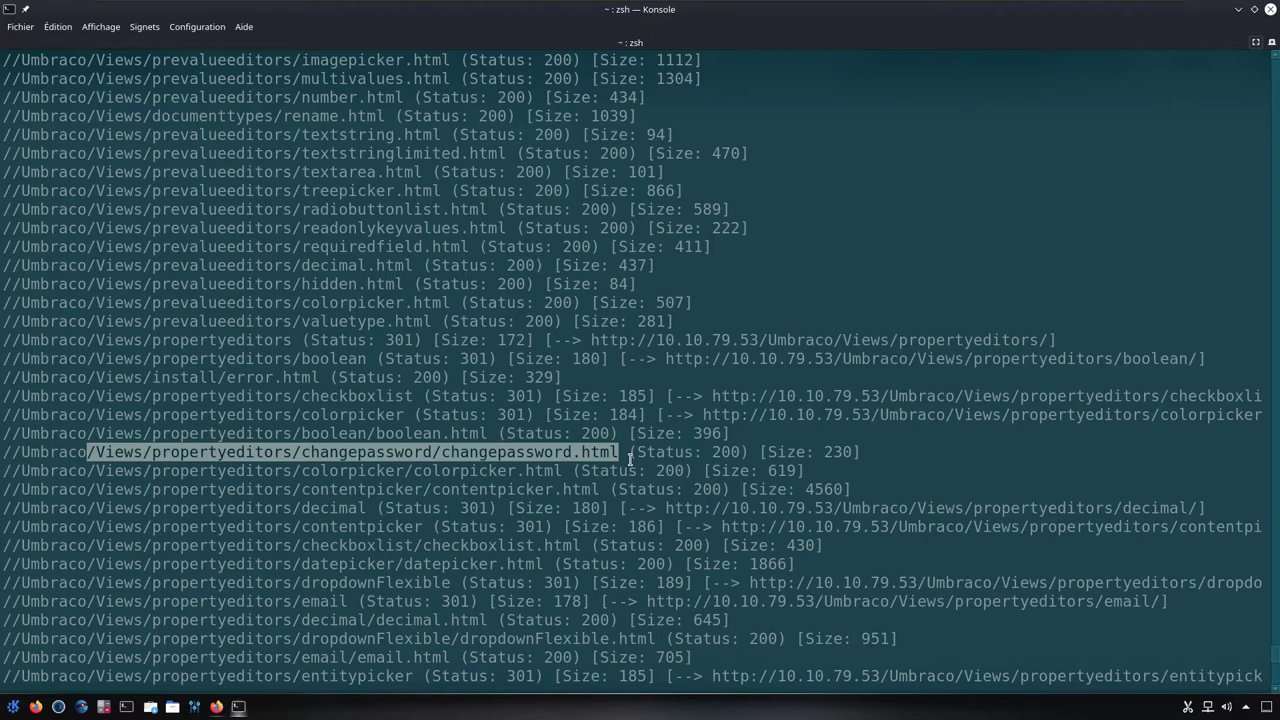 ~ : zsh — Konsole
Fichier Édition Affichage Signets Configuration Aide
~ : zsh
//Umbraco/Views/prevalueeditors/imagepicker.html (Status: 200) [Size: 1112]
//Umbraco/Views/prevalueeditors/multivalues.html (Status: 200) [Size: 1304]
//Umbraco/Views/prevalueeditors/number.html (Status: 200) [Size: 434]
//Umbraco/Views/documenttypes/rename.html (Status: 200) [Size: 1039]
//Umbraco/Views/prevalueeditors/textstring.html (Status: 200) [Size: 94]
//Umbraco/Views/prevalueeditors/textstringlimited.html (Status: 200) [Size: 470]
//Umbraco/Views/prevalueeditors/textarea.html (Status: 200) [Size: 101]
//Umbraco/Views/prevalueeditors/treepicker.html (Status: 200) [Size: 866]
//Umbraco/Views/prevalueeditors/radiobuttonlist.html (Status: 200) [Size: 589]
//Umbraco/Views/prevalueeditors/readonlykeyvalues.html (Status: 200) [Size: 222]
//Umbraco/Views/prevalueeditors/requiredfield.html (Status: 200) [Size: 411]
//Umbraco/Views/prevalueeditors/decimal.html (Status: 200) [Size: 437]
//Umbraco/Views/prevalueeditors/hidden.html (Status: 200) [Size: 84]
//Umbraco/Views/prevalueeditors/colorpicker.html (Status: 200) [Size: 507]
//Umbraco/Views/prevalueeditors/valuetype.html (Status: 200) [Size: 281]
//Umbraco/Views/propertyeditors (Status: 301) [Size: 172] [--> http://10.10.79.53/Umbraco/Views/propertyeditors/]
//Umbraco/Views/propertyeditors/boolean (Status: 301) [Size: 180] [--> http://10.10.79.53/Umbraco/Views/propertyeditors/boolean/]
//Umbraco/Views/install/error.html (Status: 200) [Size: 329]
//Umbraco/Views/propertyeditors/checkboxlist (Status: 301) [Size: 185] [--> http://10.10.79.53/Umbraco/Views/propertyeditors/checkboxli
//Umbraco/Views/propertyeditors/colorpicker (Status: 301) [Size: 184] [--> http://10.10.79.53/Umbraco/Views/propertyeditors/colorpicker
//Umbraco/Views/propertyeditors/boolean/boolean.html (Status: 200) [Size: 396]
//Umbraco/Views/propertyeditors/changepassword/changepassword.html (Status: 200) [Size: 230]
//Umbraco/Views/propertyeditors/colorpicker/colorpicker.html (Status: 200) [Size: 619]
//Umbraco/Views/propertyeditors/contentpicker/contentpicker.html (Status: 200) [Size: 4560]
//Umbraco/Views/propertyeditors/decimal (Status: 301) [Size: 180] [--> http://10.10.79.53/Umbraco/Views/propertyeditors/decimal/]
//Umbraco/Views/propertyeditors/contentpicker (Status: 301) [Size: 186] [--> http://10.10.79.53/Umbraco/Views/propertyeditors/contentpi
//Umbraco/Views/propertyeditors/checkboxlist/checkboxlist.html (Status: 200) [Size: 430]
//Umbraco/Views/propertyeditors/datepicker/datepicker.html (Status: 200) [Size: 1866]
//Umbraco/Views/propertyeditors/dropdownFlexible (Status: 301) [Size: 189] [--> http://10.10.79.53/Umbraco/Views/propertyeditors/dropdo
//Umbraco/Views/propertyeditors/email (Status: 301) [Size: 178] [--> http://10.10.79.53/Umbraco/Views/propertyeditors/email/]
//Umbraco/Views/propertyeditors/decimal/decimal.html (Status: 200) [Size: 645]
//Umbraco/Views/propertyeditors/dropdownFlexible/dropdownFlexible.html (Status: 200) [Size: 951]
//Umbraco/Views/propertyeditors/email/email.html (Status: 200) [Size: 705]
//Umbraco/Views/propertyeditors/entitypicker (Status: 301) [Size: 185] [--> http://10.10.79.53/Umbraco/Views/propertyeditors/entitypick